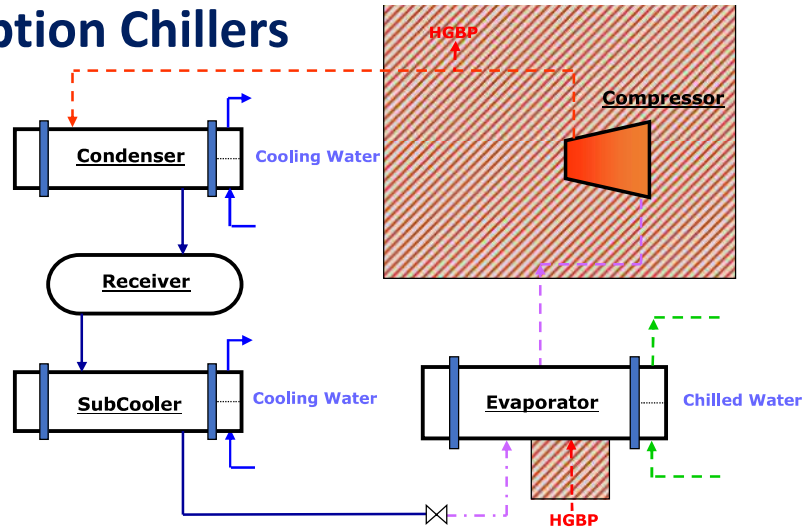 ption Chillers
HGBP
Compressor
Condenser
Cooling Water
Receiver
SubCooler
Cooling Water
Evaporator
Chilled Water
HGBP